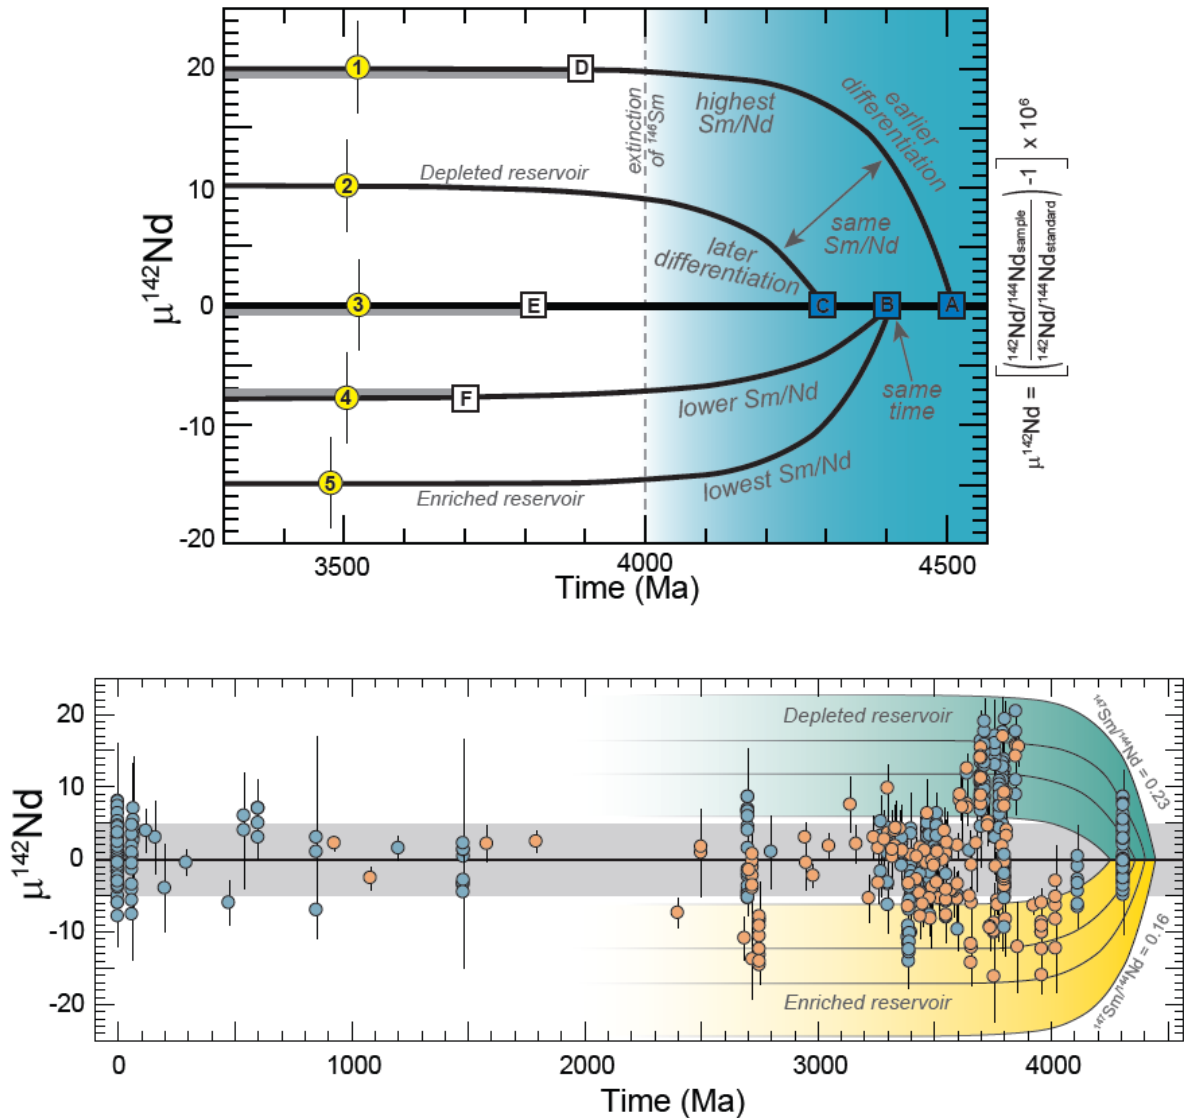 20
10
0
-10
-20
μ¹⁴²Nd
1
2
3
4
5
D
E
F
C
B
A
highest
Sm/Nd
earlier
differentiation
extinction
of ¹⁴⁶Sm
Depleted reservoir
same
Sm/Nd
later
differentiation
lower Sm/Nd
same
time
lowest Sm/Nd
Enriched reservoir
3500
4000
4500
Time (Ma)
μ¹⁴²Nd = [(¹⁴²Nd/¹⁴⁴Ndsample / ¹⁴²Nd/¹⁴⁴Ndstandard) -1] x 10⁶
20
10
0
-10
-20
μ¹⁴²Nd
Depleted reservoir
¹⁴⁷Sm/¹⁴⁴Nd = 0.23
Enriched reservoir
¹⁴⁷Sm/¹⁴⁴Nd = 0.16
0
1000
2000
3000
4000
Time (Ma)